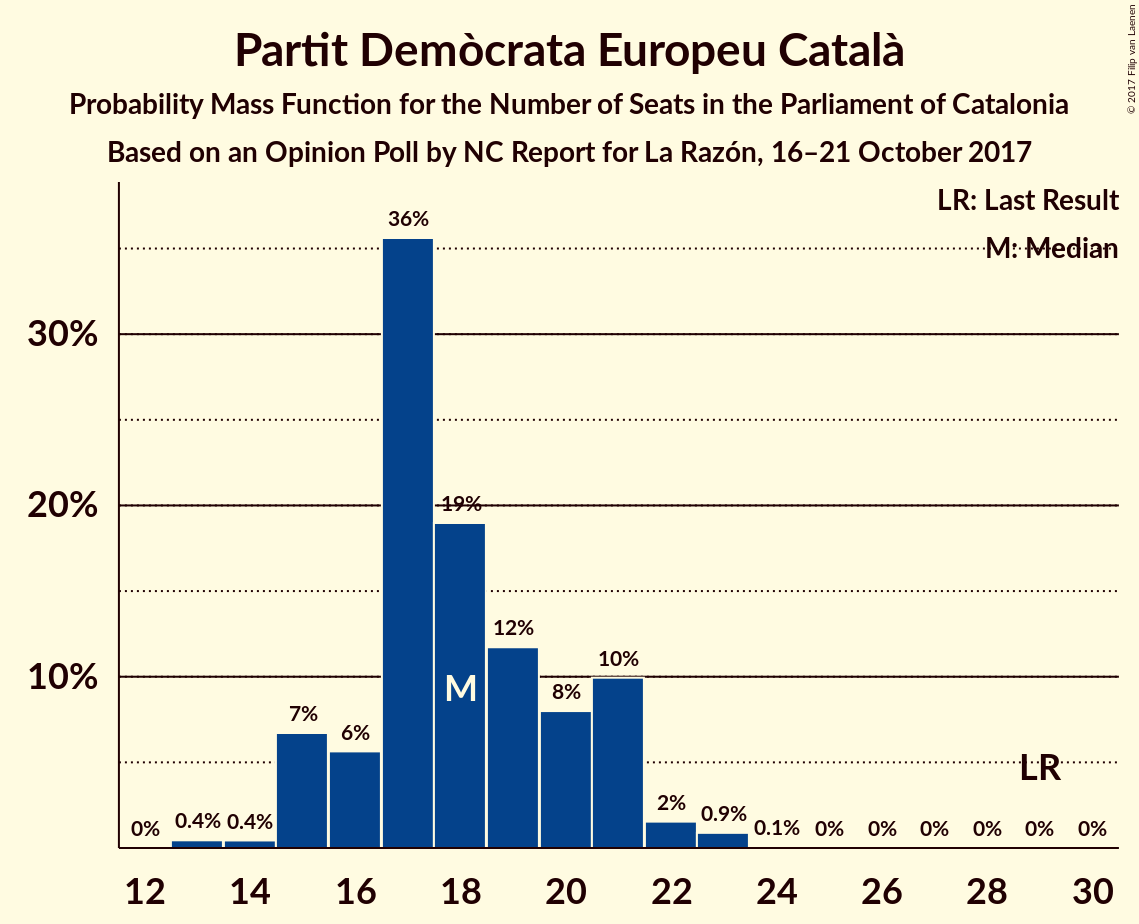 Partit Demòcrata Europeu Català
Probability Mass Function for the Number of Seats in the Parliament of Catalonia
Based on an Opinion Poll by NC Report for La Razón, 16–21 October 2017
© 2017 Filip van Laenen
LR: Last Result
M: Median
30%
20%
10%
0%
0.4%
0.4%
7%
6%
36%
19%
12%
8%
10%
2%
0.9%
0.1%
0%
0%
0%
0%
0%
0%
M
LR
12 14 16 18 20 22 24 26 28 30